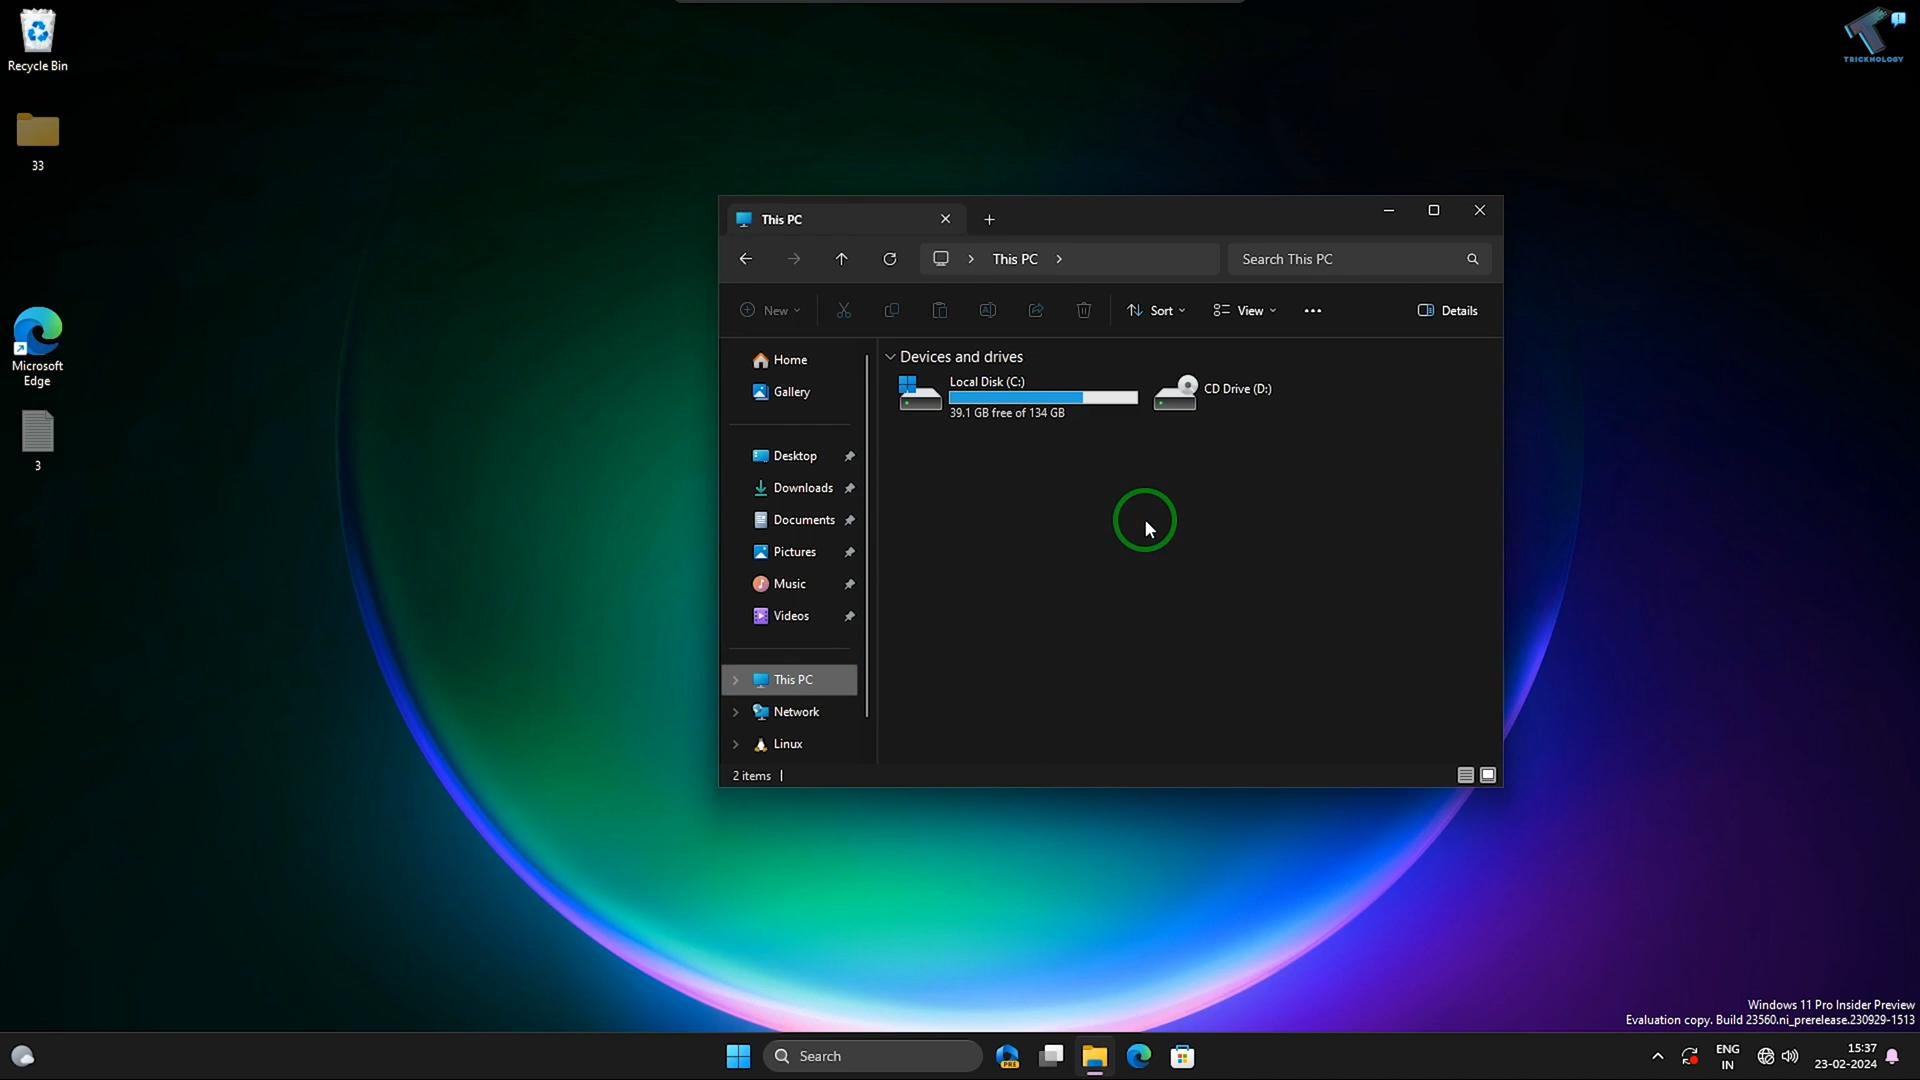 Recycle Bin
TRICKNOLOGY
33
Microsoft
Edge
3
This PC
This PC
Search This PC
New
Sort
View
Details
Home
Gallery
Desktop
Downloads
Documents
Pictures
Music
Videos
This PC
Network
Linux
Devices and drives
Local Disk (C:)
39.1 GB free of 134 GB
CD Drive (D:)
2 items
Windows 11 Pro Insider Preview
Evaluation copy. Build 23560.ni_prerelease.230929-1513
Search
PRE
ENG
IN
15:37
23-02-2024